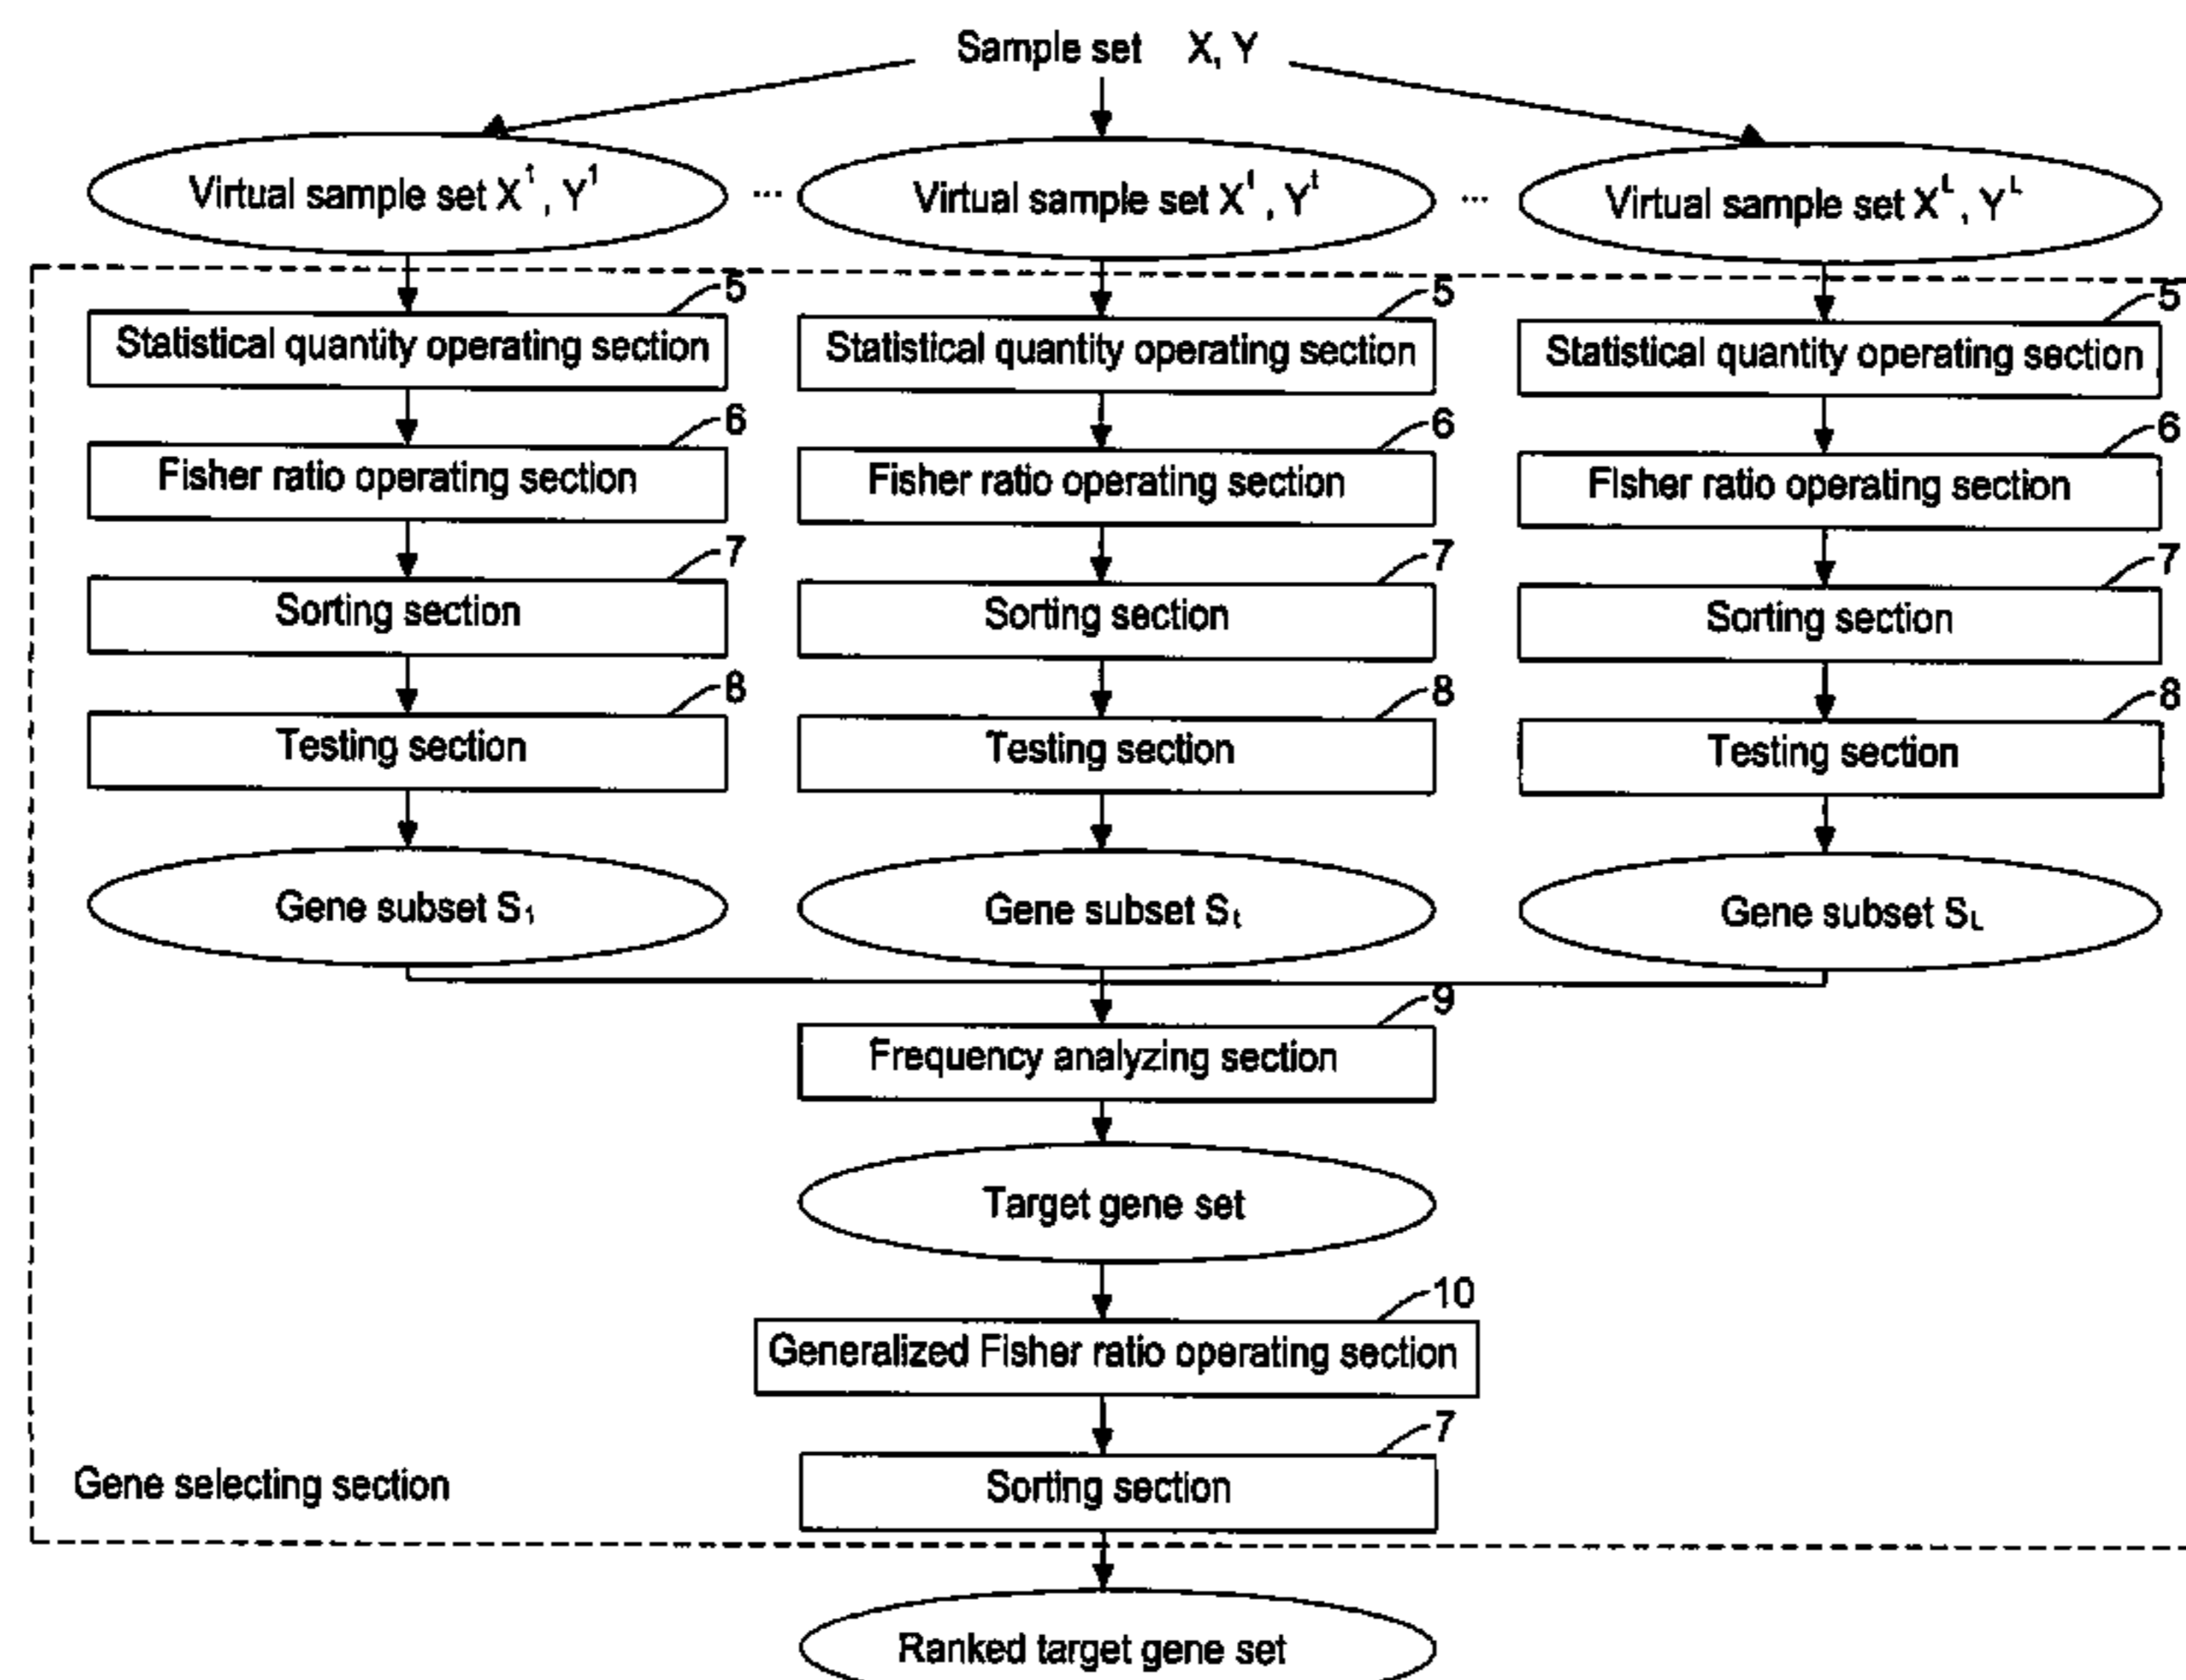 Sample set X, Y
Virtual sample set X¹, Y¹ ... Virtual sample set Xᵗ, Yᵗ ... Virtual sample set Xᴸ, Yᴸ
5 5 5
Statistical quantity operating section Statistical quantity operating section Statistical quantity operating section
6 6 6
Fisher ratio operating section Fisher ratio operating section Fisher ratio operating section
7 7 7
Sorting section Sorting section Sorting section
8 8 8
Testing section Testing section Testing section
Gene subset S₁ Gene subset Sₜ Gene subset S_L
9
Frequency analyzing section
Target gene set
10
Generalized Fisher ratio operating section
7
Gene selecting section Sorting section
Ranked target gene set